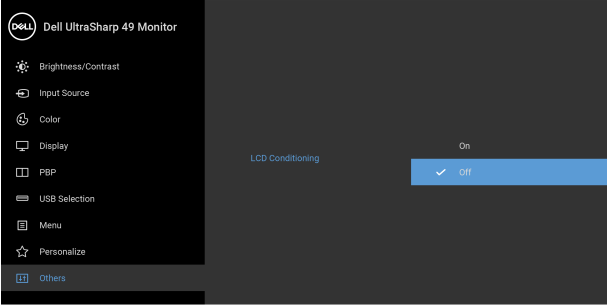 DELL
Dell UltraSharp 49 Monitor
Brightness/Contrast
Input Source
Color
Display
PBP
USB Selection
Menu
Personalize
Others
LCD Conditioning
On
Off